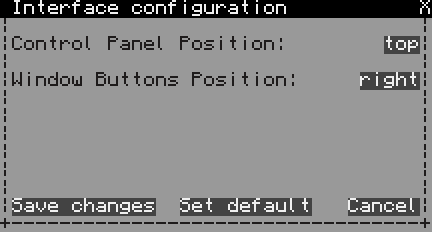 Interface configuration X
Control Panel Position: top
Window Buttons Position: right
Save changes Set default Cancel